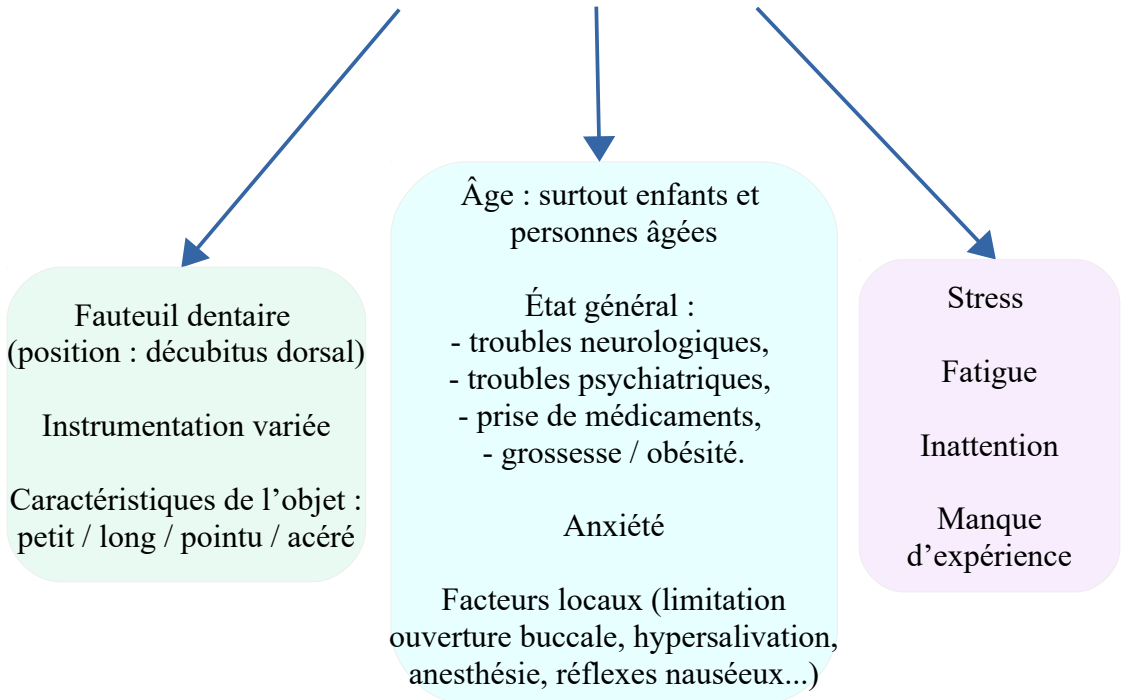 Fauteuil dentaire
(position : décubitus dorsal)
Instrumentation variée
Caractéristiques de l’objet :
petit / long / pointu / acéré
Âge : surtout enfants et
personnes âgées
État général :
- troubles neurologiques,
- troubles psychiatriques,
- prise de médicaments,
- grossesse / obésité.
Anxiété
Facteurs locaux (limitation
ouverture buccale, hypersalivation,
anesthésie, réflexes nauséeux...)
Stress
Fatigue
Inattention
Manque
d’expérience